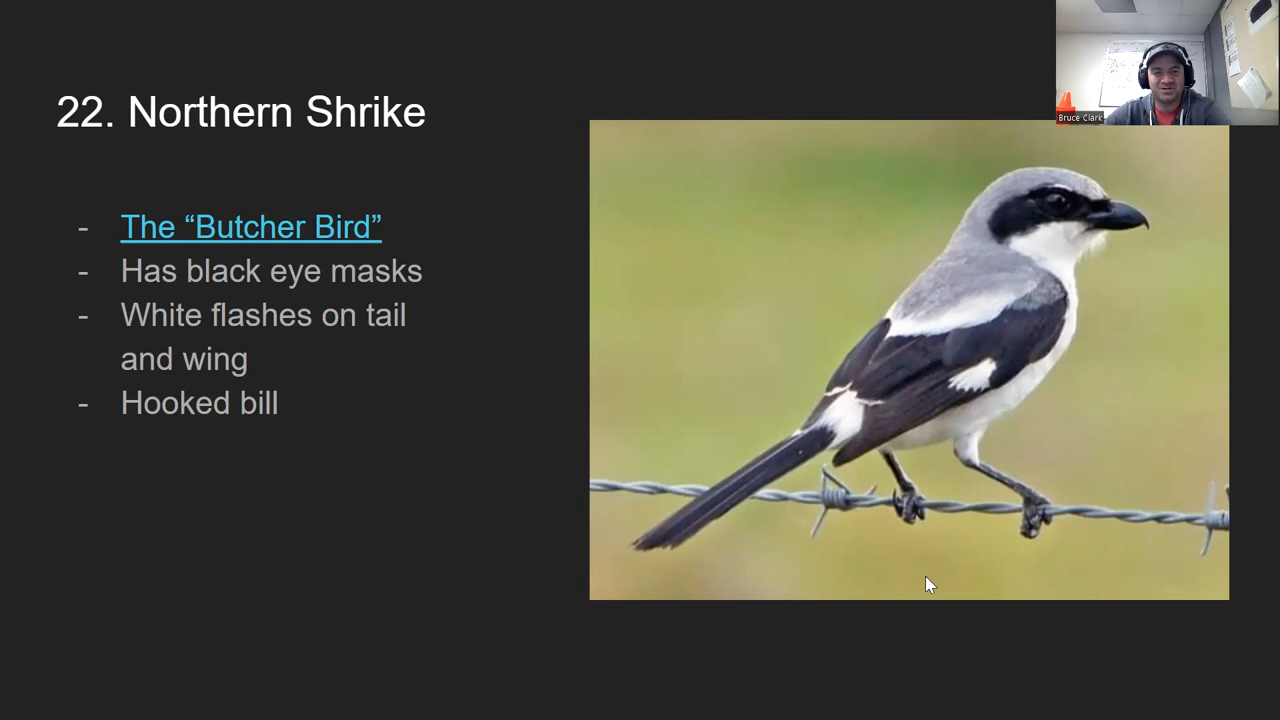 22. Northern Shrike
- The “Butcher Bird”
- Has black eye masks
- White flashes on tail
and wing
- Hooked bill
Bruce Clark